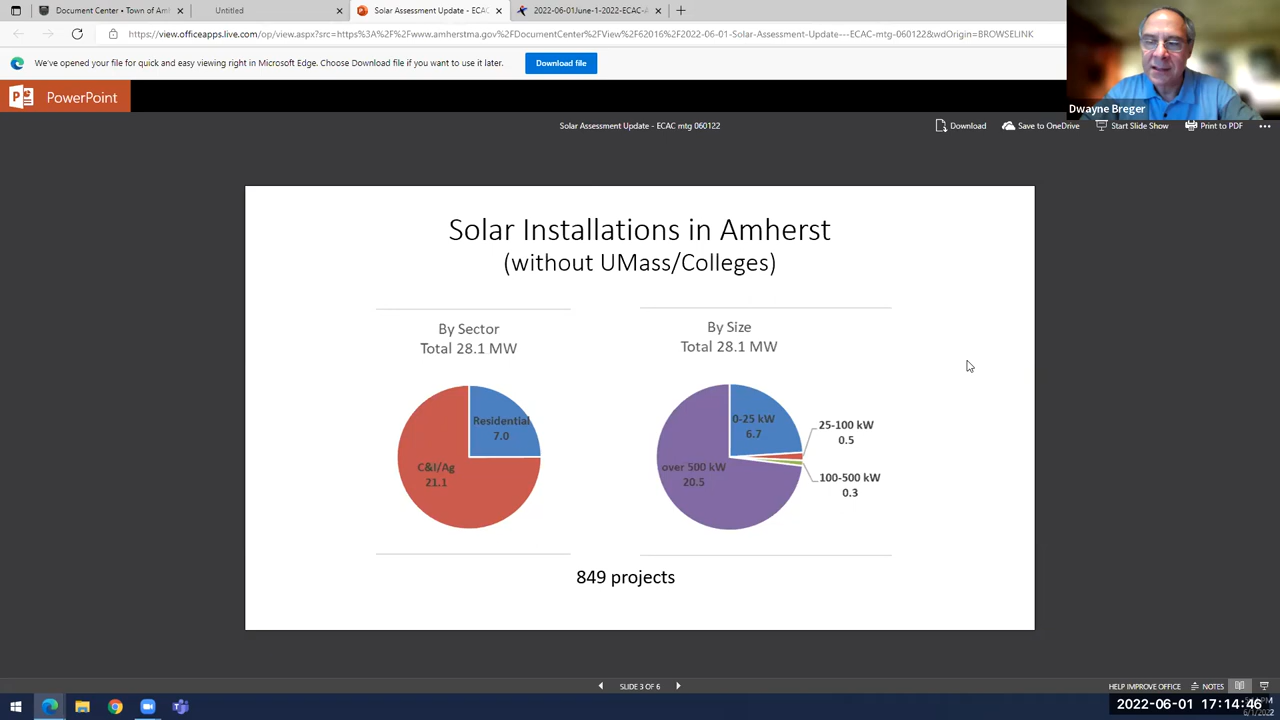 Document Center • Town of Am
Untitled
Solar Assessment Update - ECAC
2022-06-01June-1-2022-ECAC-A
https://view.officeapps.live.com/op/view.aspx?src=https%3A%2F%2Fwww.amherstma.gov%2FDocumentCenter%2FView%2F62016%2F2022-06-01-Solar-Assessment-Update---ECAC-mtg-060122&wdOrigin=BROWSELINK
We've opened your file for quick and easy viewing right in Microsoft Edge. Choose Download file if you want to use it later.
Download file
Dwayne Breger
PowerPoint
Solar Assessment Update - ECAC mtg 060122
Download
Save to OneDrive
Start Slide Show
Print to PDF
Solar Installations in Amherst
(without UMass/Colleges)
By Sector
Total 28.1 MW
Residential
7.0
C&I/Ag
21.1
By Size
Total 28.1 MW
0-25 kW
6.7
25-100 kW
0.5
over 500 kW
20.5
100-500 kW
0.3
849 projects
SLIDE 3 OF 6
HELP IMPROVE OFFICE
NOTES
2022-06-01 17:14:46